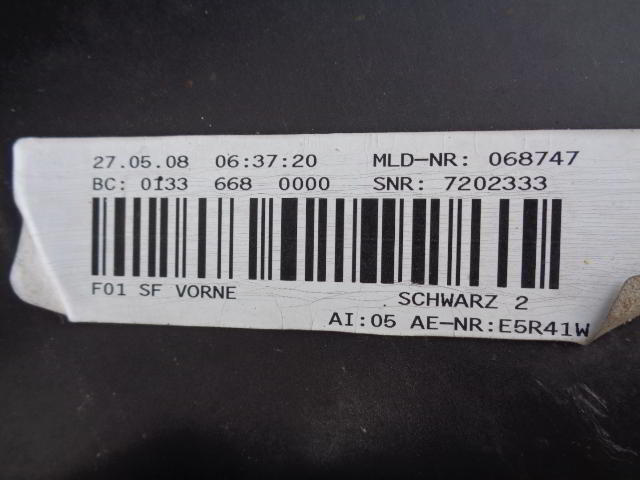 27.05.08 06:37:20 MLD-NR: 068747
BC: 0133 668 0000 SNR: 7202333
F01 SF VORNE SCHWARZ 2
AI:05 AE-NR:E5R41W